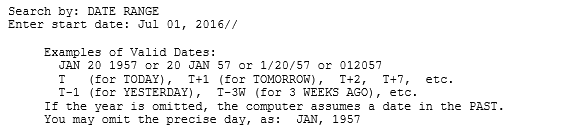 Search by: DATE RANGE
Enter start date: Jul 01, 2016//
Examples of Valid Dates:
JAN 20 1957 or 20 JAN 57 or 1/20/57 or 012057
T   (for TODAY),  T+1 (for TOMORROW),  T+2,  T+7,  etc.
T-1 (for YESTERDAY),  T-3W (for 3 WEEKS AGO), etc.
If the year is omitted, the computer assumes a date in the PAST.
You may omit the precise day, as:  JAN, 1957